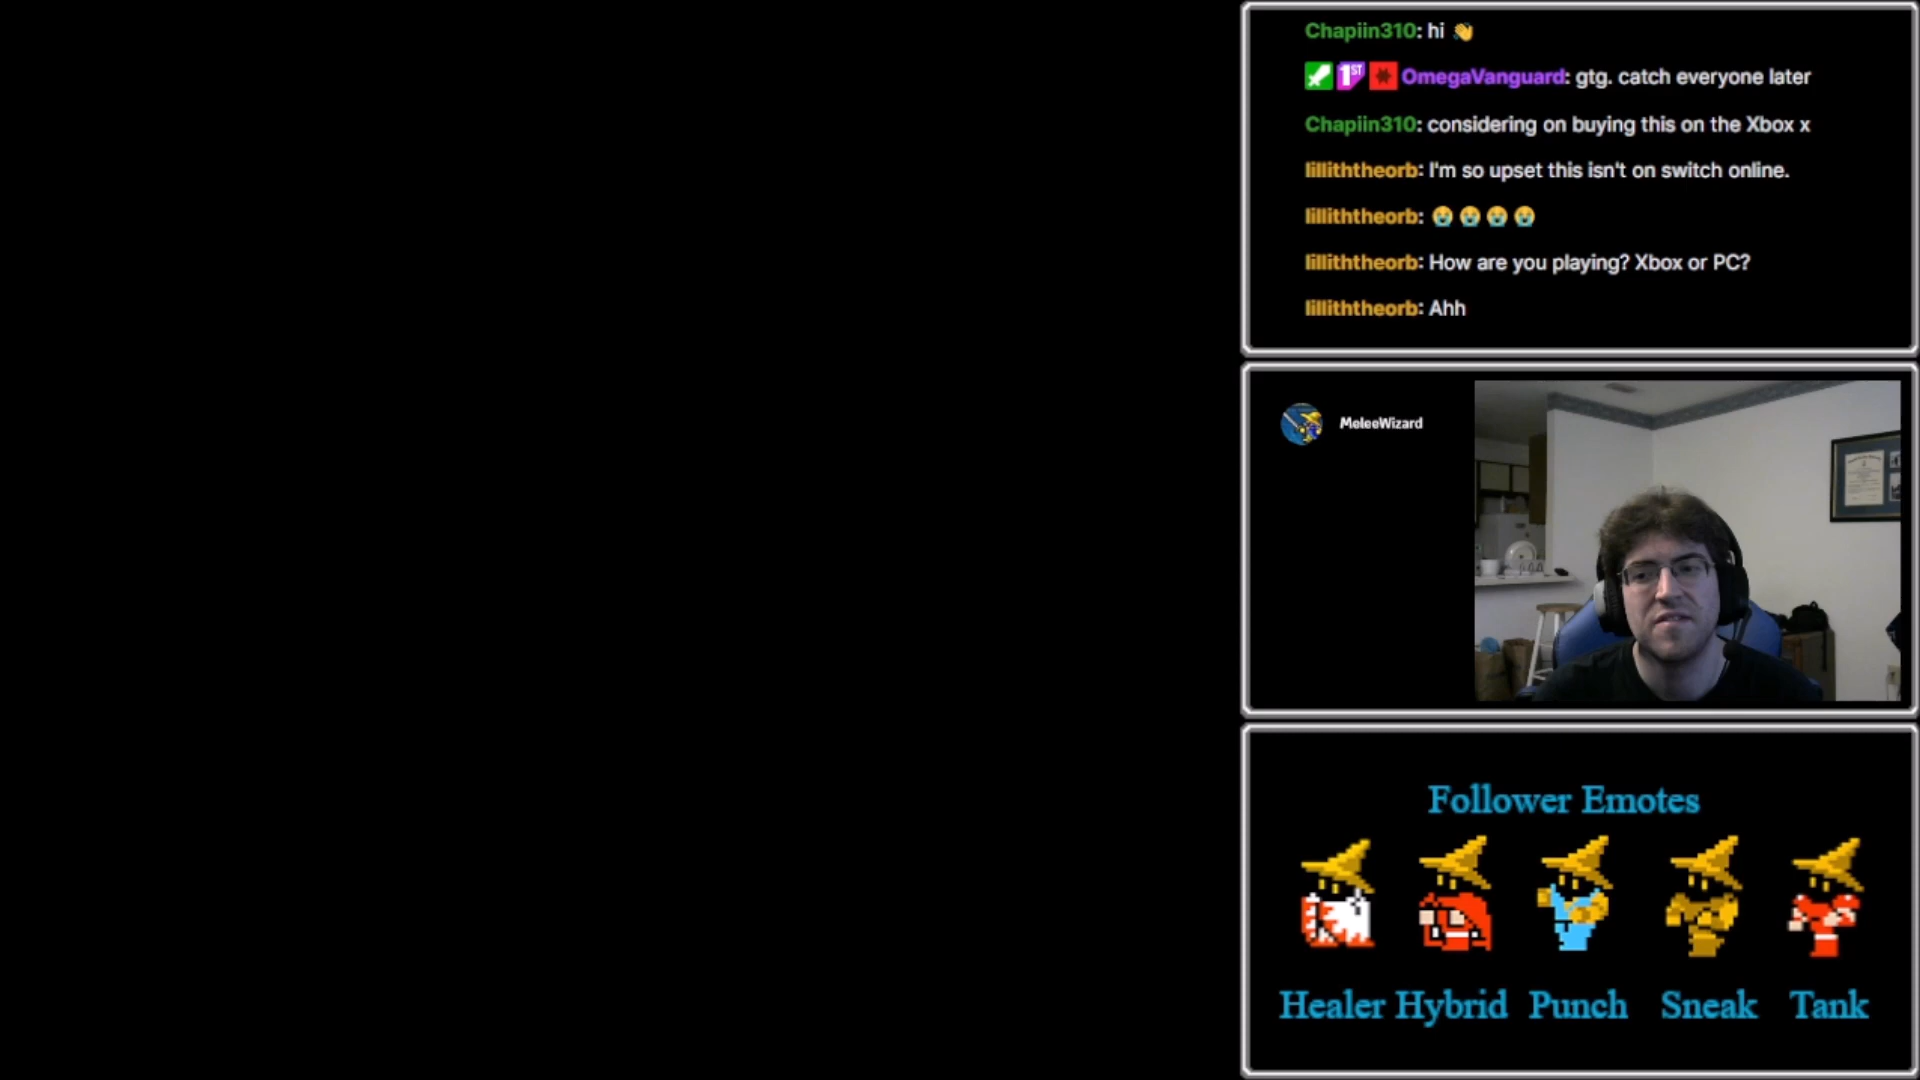 Chapiin310: hi 👋
1ST OmegaVanguard: gtg. catch everyone later
Chapiin310: considering on buying this on the Xbox x
lilliththeorb: I'm so upset this isn't on switch online.
lilliththeorb: 😭 😭 😭 😭
lilliththeorb: How are you playing? Xbox or PC?
lilliththeorb: Ahh
MeleeWizard
Follower Emotes
Healer Hybrid Punch Sneak Tank